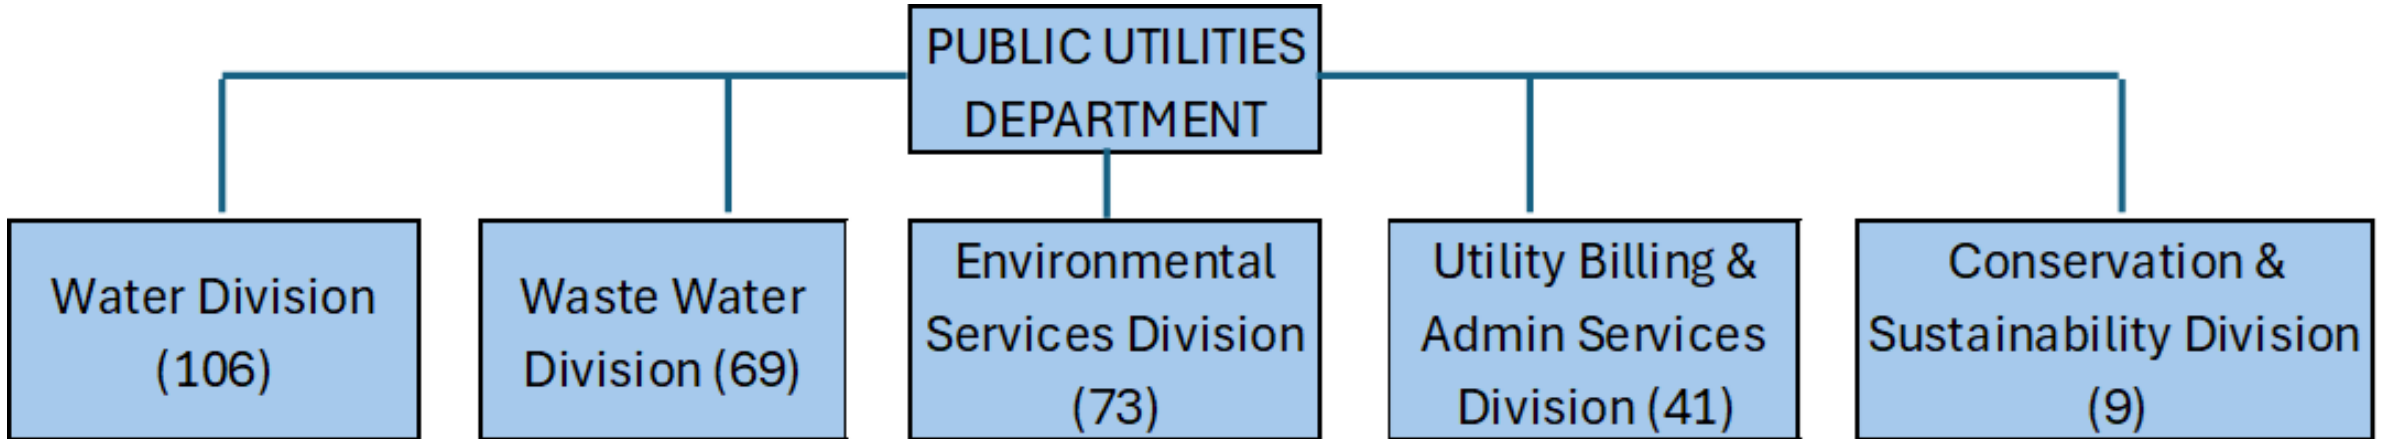 PUBLIC UTILITIES
DEPARTMENT
Water Division
(106)
Waste Water
Division (69)
Environmental
Services Division
(73)
Utility Billing &
Admin Services
Division (41)
Conservation &
Sustainability Division
(9)